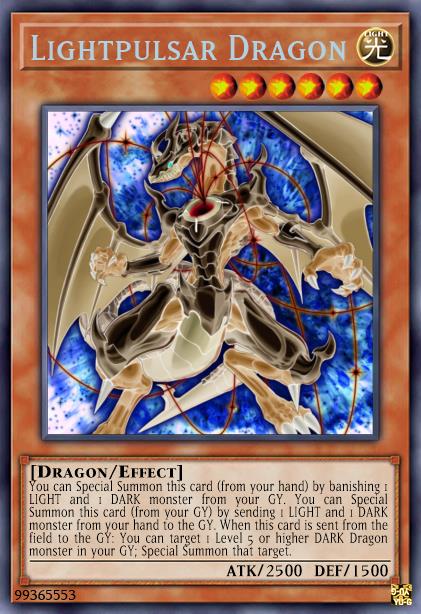 LIGHTPULSAR DRAGON
LIGHT
光
[DRAGON/EFFECT]
You can Special Summon this card (from your hand) by banishing 1
LIGHT and 1 DARK monster from your GY. You can Special
Summon this card (from your GY) by sending 1 LIGHT and 1 DARK
monster from your hand to the GY. When this card is sent from the
field to the GY: You can target 1 Level 5 or higher DARK Dragon
monster in your GY; Special Summon that target.
ATK/2500 DEF/1500
99365553